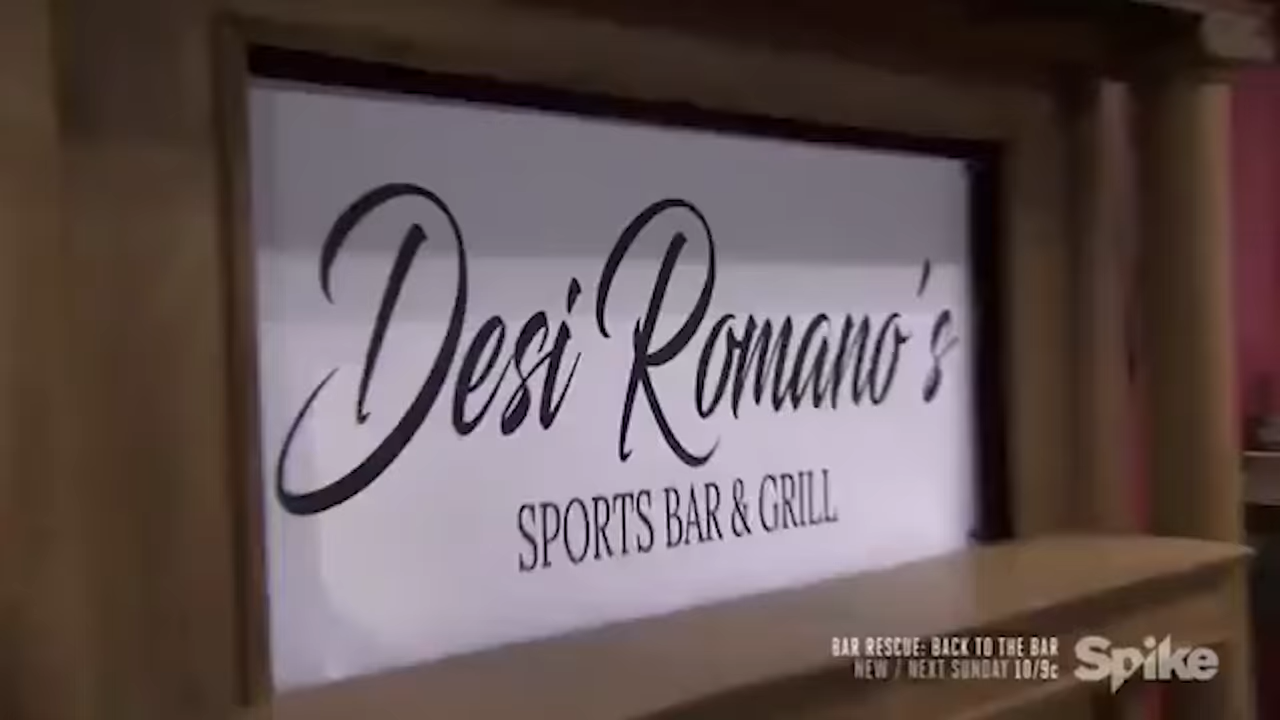 Desi Romano's
SPORTS BAR & GRILL
BAR RESCUE: BACK TO THE BAR
NEW / NEXT SUNDAY 10/9c
Spike